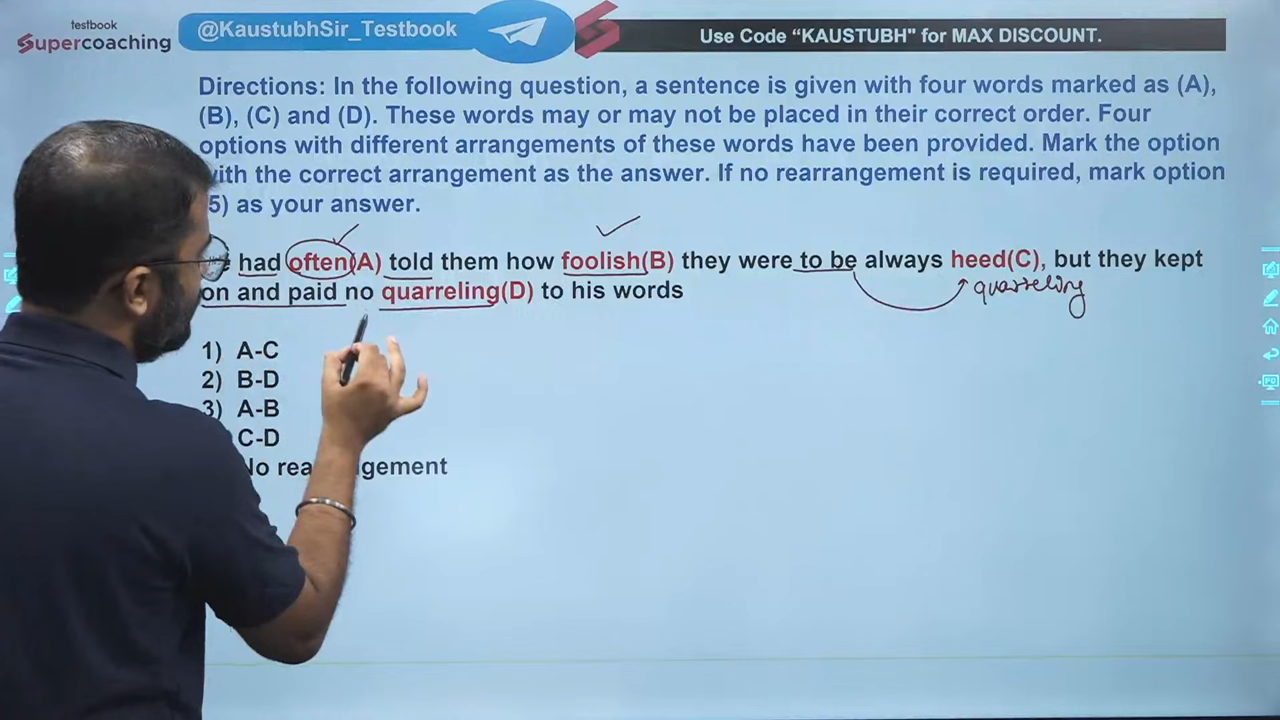 testbook
Supercoaching
@KaustubhSir_Testbook
Use Code “KAUSTUBH" for MAX DISCOUNT.
Directions: In the following question, a sentence is given with four words marked as (A),
(B), (C) and (D). These words may or may not be placed in their correct order. Four
options with different arrangements of these words have been provided. Mark the option
with the correct arrangement as the answer. If no rearrangement is required, mark option
5) as your answer.
had often(A) told them how foolish(B) they were to be always heed(C), but they kept
on and paid no quarreling(D) to his words
quarreling
1) A-C
2) B-D
3) A-B
C-D
No rearrangement